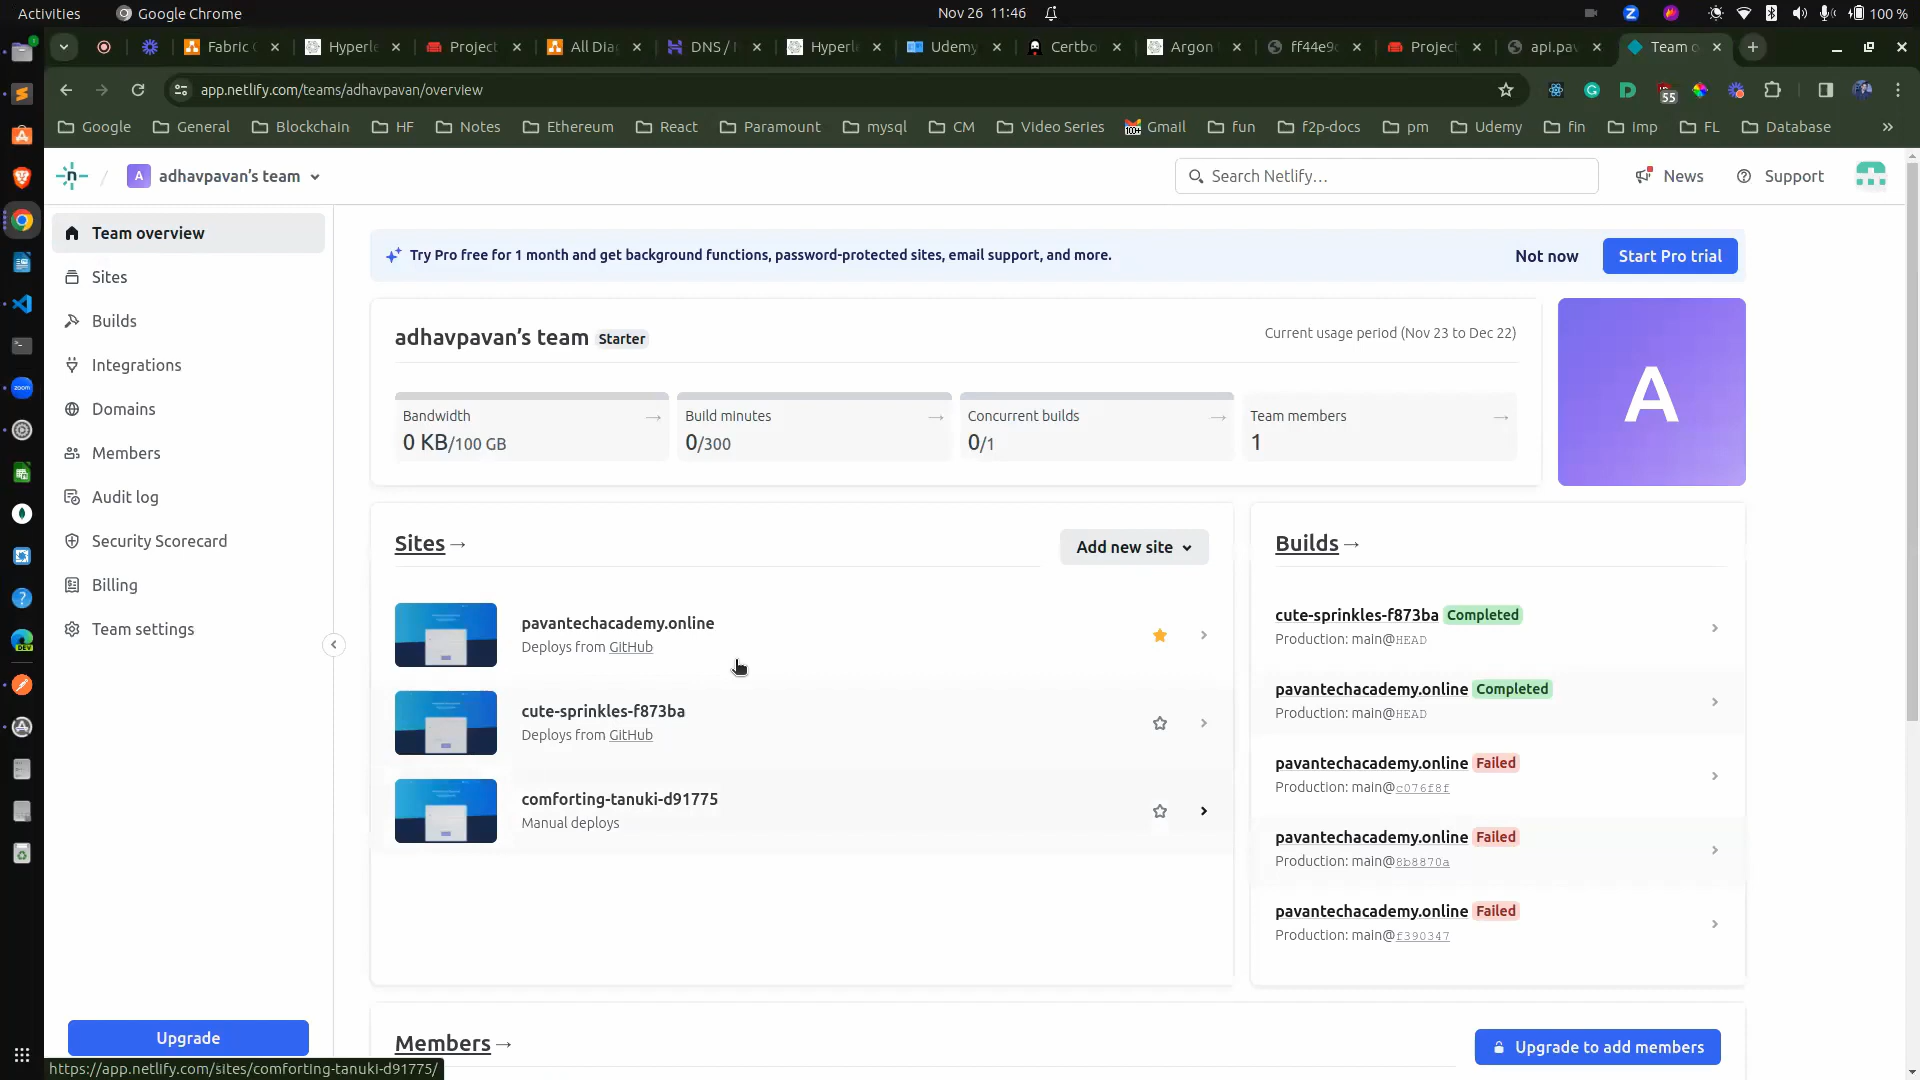 Activities
Google Chrome
Nov 26 11:46
100 %
Fabric
Hyperle
Project
All Dia
DNS / 
Hyperle
Udemy
Certbo
Argon
ff44e9c
Project
api.pav
Team o
app.netlify.com/teams/adhavpavan/overview
55
Google
General
Blockchain
HF
Notes
Ethereum
React
Paramount
mysql
CM
Video Series
Gmail
fun
f2p-docs
pm
Udemy
fin
Imp
FL
Database
»
n
/
A
adhavpavan's team
Search Netlify...
News
Support
Team overview
Sites
Builds
Integrations
Domains
Members
Audit log
Security Scorecard
Billing
Team settings
Upgrade
Try Pro free for 1 month and get background functions, password-protected sites, email support, and more.
Not now
Start Pro trial
adhavpavan's team Starter
Current usage period (Nov 23 to Dec 22)
A
Bandwidth →
0 KB/100 GB
Build minutes →
0/300
Concurrent builds →
0/1
Team members →
1
Sites →
Add new site
pavantechacademy.online
Deploys from GitHub
cute-sprinkles-f873ba
Deploys from GitHub
comforting-tanuki-d91775
Manual deploys
Builds →
cute-sprinkles-f873ba Completed
Production: main@HEAD
pavantechacademy.online Completed
Production: main@HEAD
pavantechacademy.online Failed
Production: main@c076f8f
pavantechacademy.online Failed
Production: main@8b8870a
pavantechacademy.online Failed
Production: main@f390347
Members →
Upgrade to add members
https://app.netlify.com/sites/comforting-tanuki-d91775/
zoom
DEV